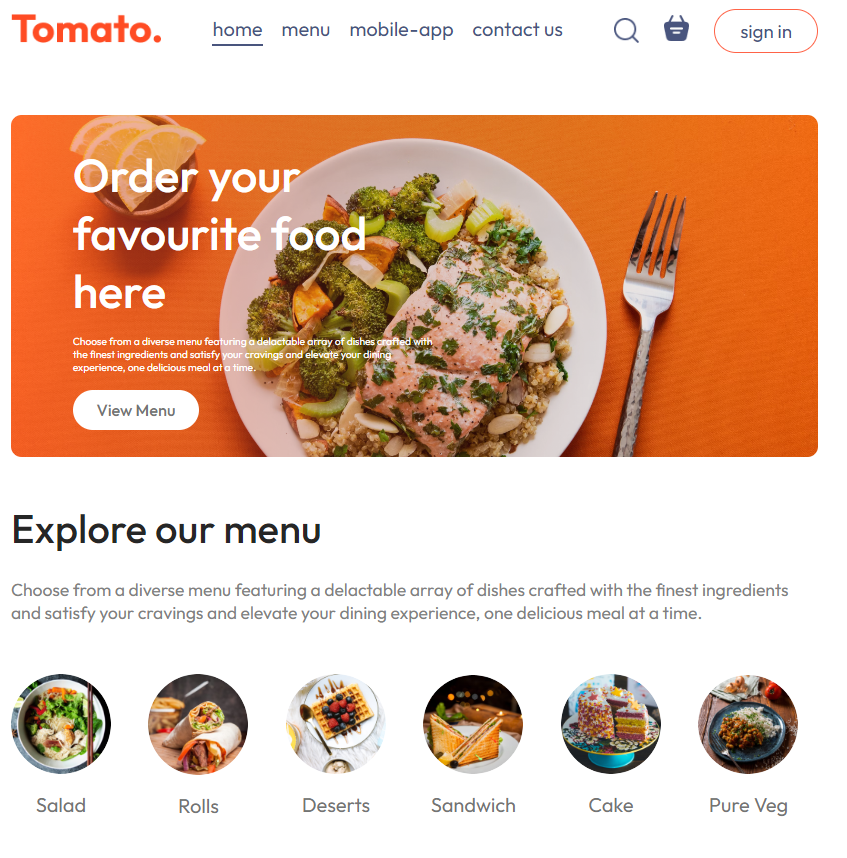 Tomato.
home menu mobile-app contact us
sign in
Order your
favourite food
here
Choose from a diverse menu featuring a delactable array of dishes crafted with
the finest ingredients and satisfy your cravings and elevate your dining
experience, one delicious meal at a time.
View Menu
Explore our menu
Choose from a diverse menu featuring a delactable array of dishes crafted with the finest ingredients
and satisfy your cravings and elevate your dining experience, one delicious meal at a time.
Salad
Rolls
Deserts
Sandwich
Cake
Pure Veg